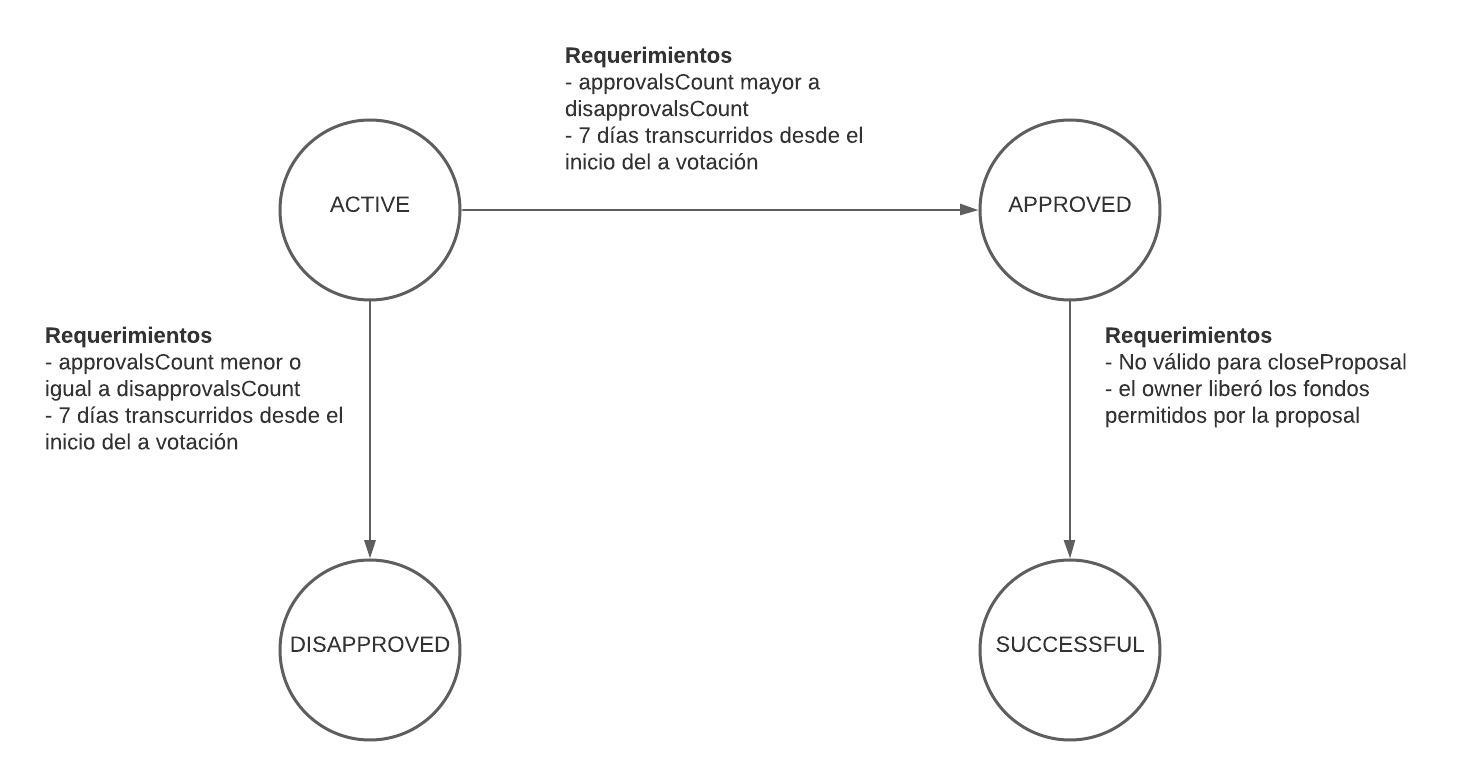 Requerimientos
- approvalsCount mayor a
disapprovalsCount
- 7 días transcurridos desde el
inicio del a votación
ACTIVE
APPROVED
Requerimientos
- approvalsCount menor o
igual a disapprovalsCount
- 7 días transcurridos desde el
inicio del a votación
Requerimientos
- No válido para closeProposal
- el owner liberó los fondos
permitidos por la proposal
DISAPPROVED
SUCCESSFUL